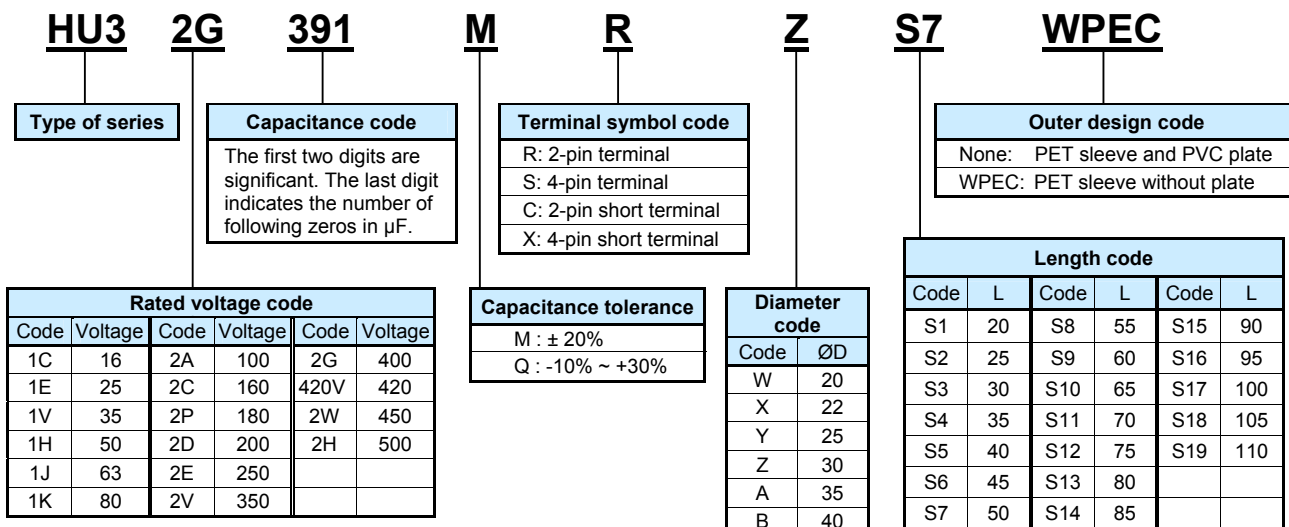 HU3 2G 391 M R Z S7 WPEC
Type of series
Capacitance code
The first two digits are
significant. The last digit
indicates the number of
following zeros in µF.
Terminal symbol code
R: 2-pin terminal
S: 4-pin terminal
C: 2-pin short terminal
X: 4-pin short terminal
Outer design code
None: PET sleeve and PVC plate
WPEC: PET sleeve without plate
Rated voltage code
Code Voltage Code Voltage Code Voltage
1C 16 2A 100 2G 400
1E 25 2C 160 420V 420
1V 35 2P 180 2W 450
1H 50 2D 200 2H 500
1J 63 2E 250
1K 80 2V 350
Capacitance tolerance
M : ± 20%
Q : -10% ~ +30%
Diameter
code
Code ØD
W 20
X 22
Y 25
Z 30
A 35
B 40
Length code
Code L Code L Code L
S1 20 S8 55 S15 90
S2 25 S9 60 S16 95
S3 30 S10 65 S17 100
S4 35 S11 70 S18 105
S5 40 S12 75 S19 110
S6 45 S13 80
S7 50 S14 85